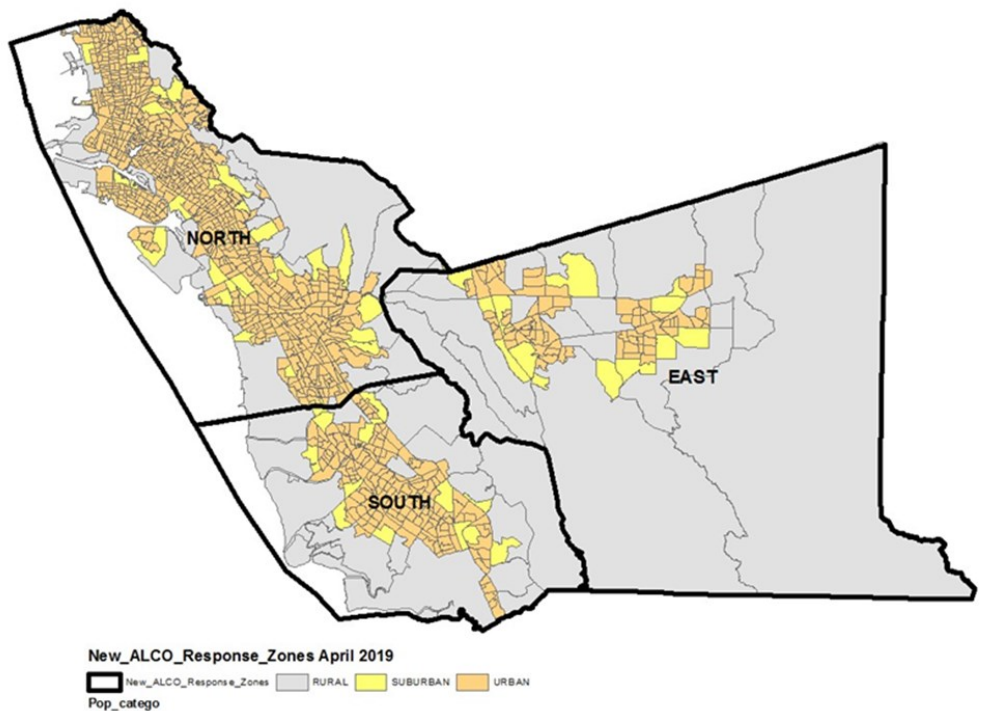 NORTH
EAST
SOUTH
New_ALCO_Response_Zones April 2019
New_ALCO_Response_Zones RURAL SUBURBAN URBAN
Pop_catego